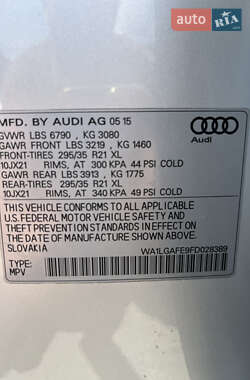 AUTO.RIA
MFD. BY AUDI AG 05 15
GVWR LBS 6790 , KG 3080
GAWR FRONT LBS 3219 , KG 1460
FRONT-TIRES 295/35 R21 XL
10JX21 RIMS, AT 300 KPA 44 PSI COLD
GAWR REAR LBS 3913 , KG 1775
REAR-TIRES 295/35 R21 XL
10JX21 RIMS, AT 340 KPA 49 PSI COLD
Audi
THIS VEHICLE CONFORMS TO ALL APPLICABLE
U.S. FEDERAL MOTOR VEHICLE SAFETY AND
THEFT PREVENTION STANDARDS IN EFFECT ON THE
DATE OF MANUFACTURE SHOWN ABOVE.
SLOVAKIA
WA1LGAFE9FD028389
TYPE:
MPV